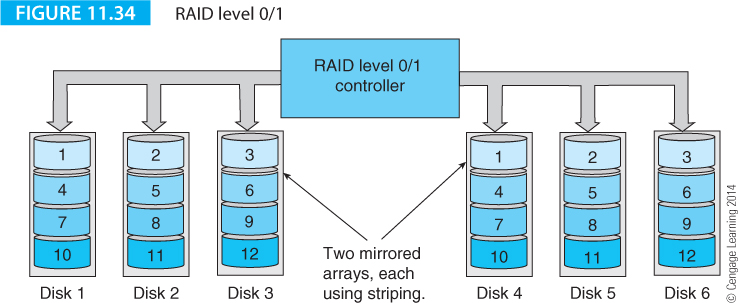 FIGURE 11.34 RAID level 0/1
RAID level 0/1
controller
1 2 3 1 2 3
4 5 6 4 5 6
7 8 9 7 8 9
10 11 12 10 11 12
Two mirrored
arrays, each
using striping.
Disk 1 Disk 2 Disk 3 Disk 4 Disk 5 Disk 6
© Cengage Learning 2014